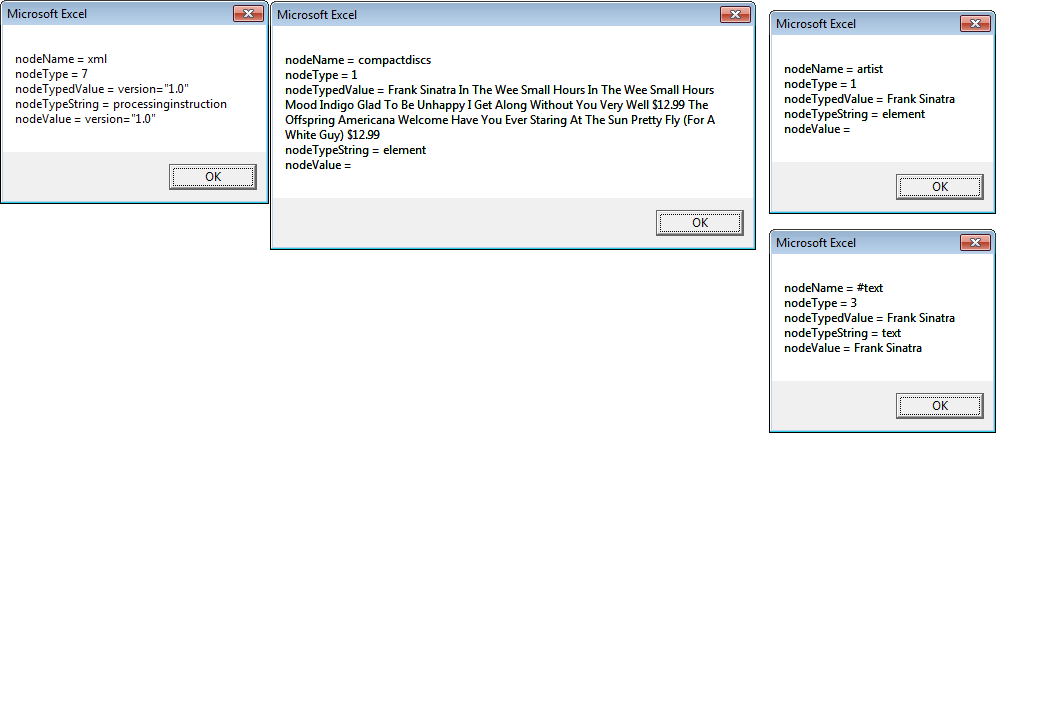 Microsoft Excel
nodeName = xml
nodeType = 7
nodeTypedValue = version="1.0"
nodeTypeString = processinginstruction
nodeValue = version="1.0"
OK
Microsoft Excel
nodeName = compactdiscs
nodeType = 1
nodeTypedValue = Frank Sinatra In The Wee Small Hours In The Wee Small Hours
Mood Indigo Glad To Be Unhappy I Get Along Without You Very Well $12.99 The
Offspring Americana Welcome Have You Ever Staring At The Sun Pretty Fly (For A
White Guy) $12.99
nodeTypeString = element
nodeValue =
OK
Microsoft Excel
nodeName = artist
nodeType = 1
nodeTypedValue = Frank Sinatra
nodeTypeString = element
nodeValue =
OK
Microsoft Excel
nodeName = #text
nodeType = 3
nodeTypedValue = Frank Sinatra
nodeTypeString = text
nodeValue = Frank Sinatra
OK